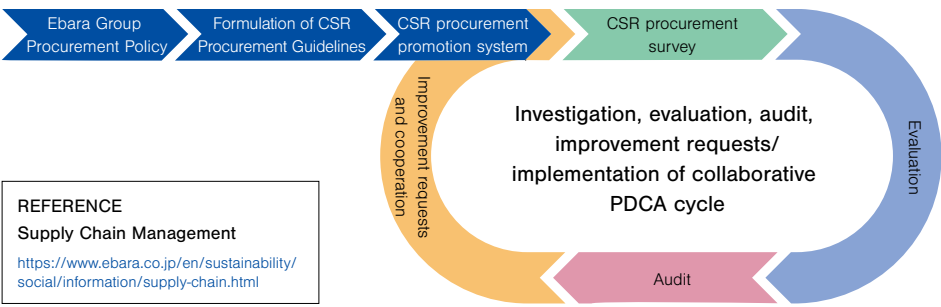 Ebara Group
Procurement Policy
Formulation of CSR
Procurement Guidelines
CSR procurement
promotion system
CSR procurement
survey
Evaluation
Audit
Improvement requests
and cooperation
Investigation, evaluation, audit,
improvement requests/
implementation of collaborative
PDCA cycle
REFERENCE
Supply Chain Management
https://www.ebara.co.jp/en/sustainability/
social/information/supply-chain.html